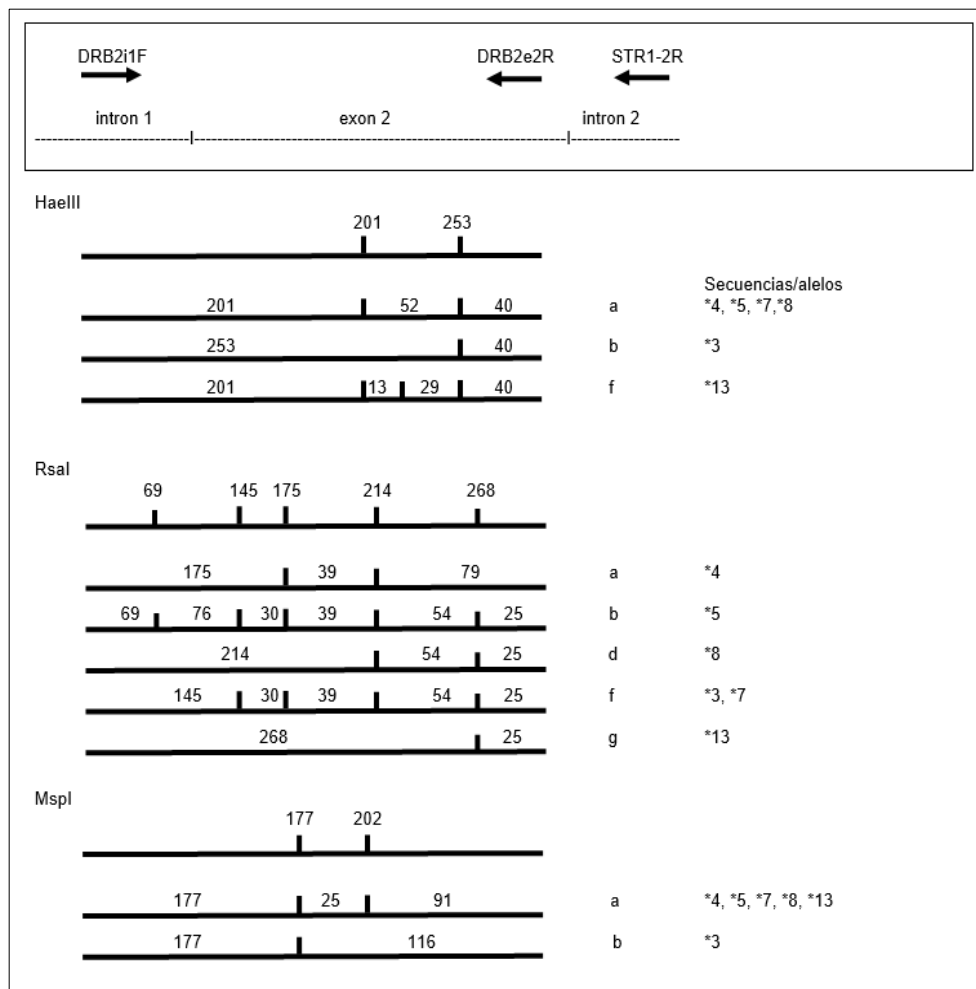 DRB2i1F DRB2e2R STR1-2R
intron 1 exon 2 intron 2
HaeIII
201 253
Secuencias/alelos
201 52 40 a *4, *5, *7,*8
253 40 b *3
201 13 29 40 f *13
RsaI
69 145 175 214 268
175 39 79 a *4
69 76 30 39 54 25 b *5
214 54 25 d *8
145 30 39 54 25 f *3, *7
268 25 g *13
MspI
177 202
177 25 91 a *4, *5, *7, *8, *13
177 116 b *3